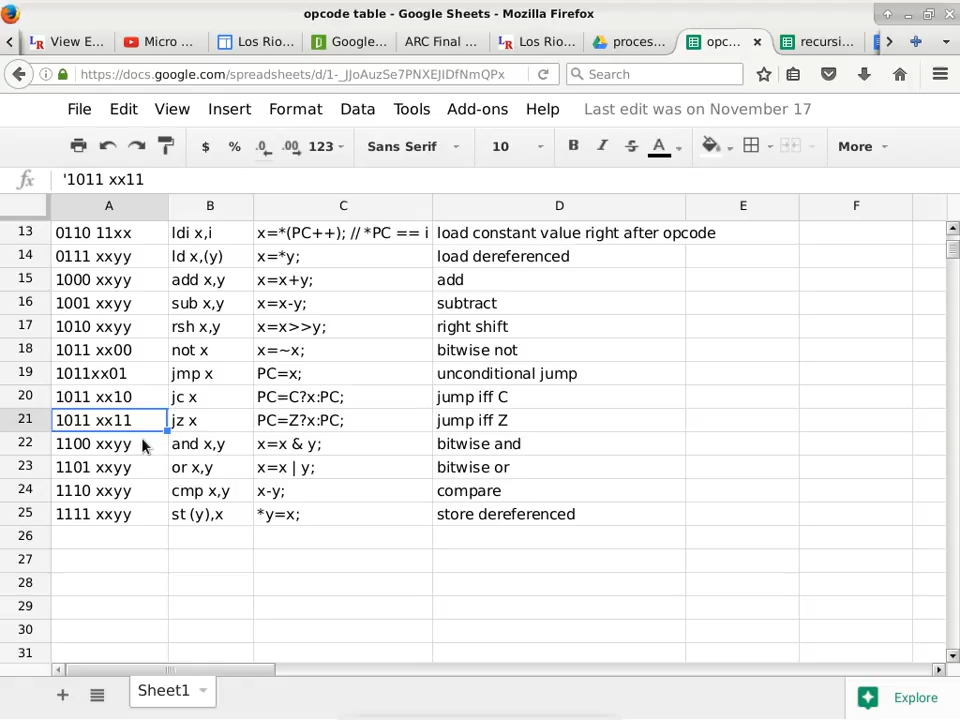 opcode table - Google Sheets - Mozilla Firefox
View E... Micro ... Los Rio... Google... ARC Final ... Los Rio... proces... opc... recursi...
https://docs.google.com/spreadsheets/d/1-_JJoAuzSe7PNXEJIDfNmQPx Search
File Edit View Insert Format Data Tools Add-ons Help Last edit was on November 17
$ % .0 .00 123 Sans Serif 10 B I S A More
fx '1011 xx11
A B C D E F
13 0110 11xx ldi x,i x=*(PC++); // *PC == i load constant value right after opcode
14 0111 xxyy ld x,(y) x=*y; load dereferenced
15 1000 xxyy add x,y x=x+y; add
16 1001 xxyy sub x,y x=x-y; subtract
17 1010 xxyy rsh x,y x=x>>y; right shift
18 1011 xx00 not x x=~x; bitwise not
19 1011xx01 jmp x PC=x; unconditional jump
20 1011 xx10 jc x PC=C?x:PC; jump iff C
21 1011 xx11 jz x PC=Z?x:PC; jump iff Z
22 1100 xxyy and x,y x=x & y; bitwise and
23 1101 xxyy or x,y x=x | y; bitwise or
24 1110 xxyy cmp x,y x-y; compare
25 1111 xxyy st (y),x *y=x; store dereferenced
26
27
28
29
30
31
Sheet1 Explore